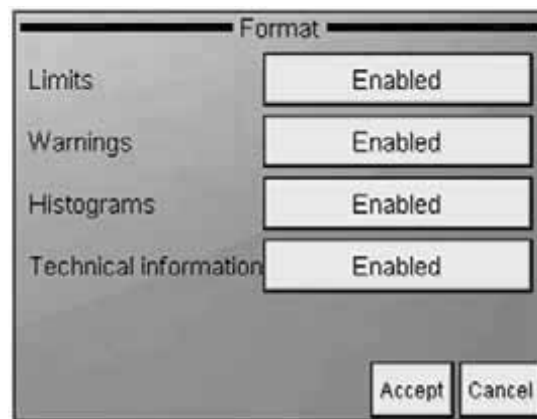 Format
Limits Enabled
Warnings Enabled
Histograms Enabled
Technical information Enabled
Accept Cancel